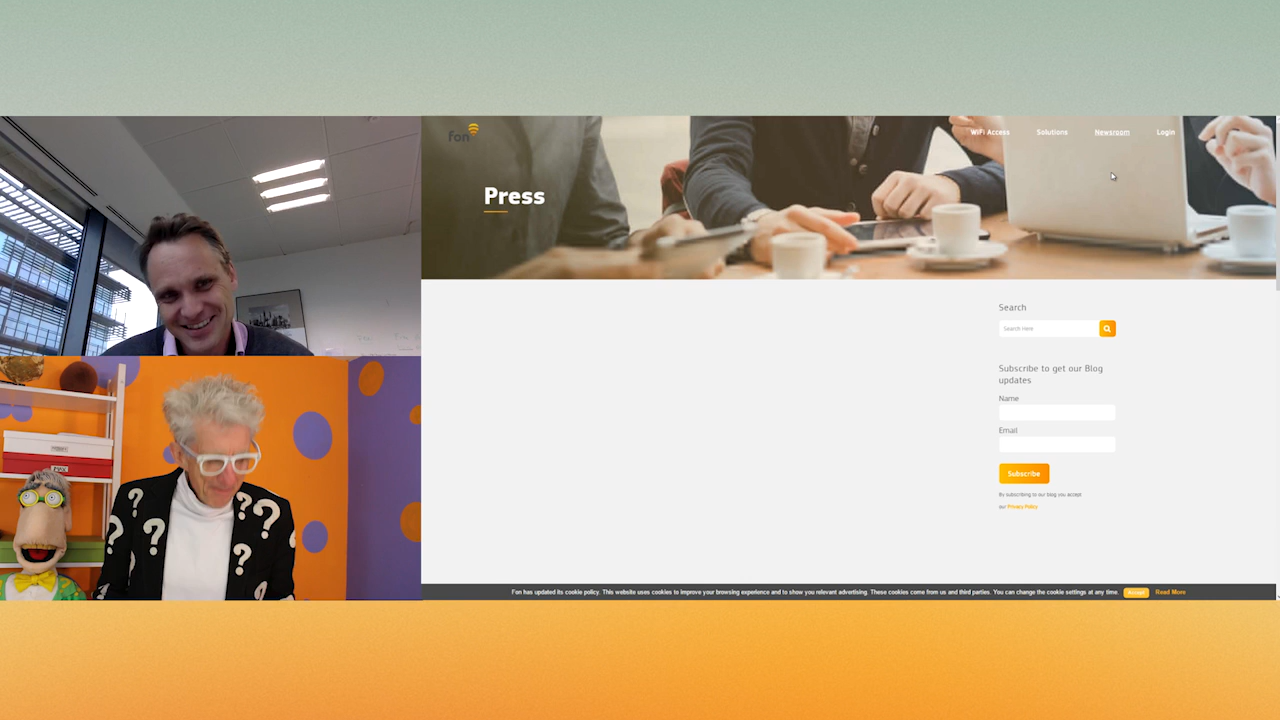 fon
WiFi Access
Solutions
Newsroom
Login
Press
Search
Search Here
Subscribe to get our Blog
updates
Name
Email
Subscribe
By subscribing to our blog you accept
our Privacy Policy
Fon has updated its cookie policy. This website uses cookies to improve your browsing experience and to show you relevant advertising. These cookies come from us and third parties. You can change the cookie settings at any time.
Accept
Read More
? ? ? ? ? ?